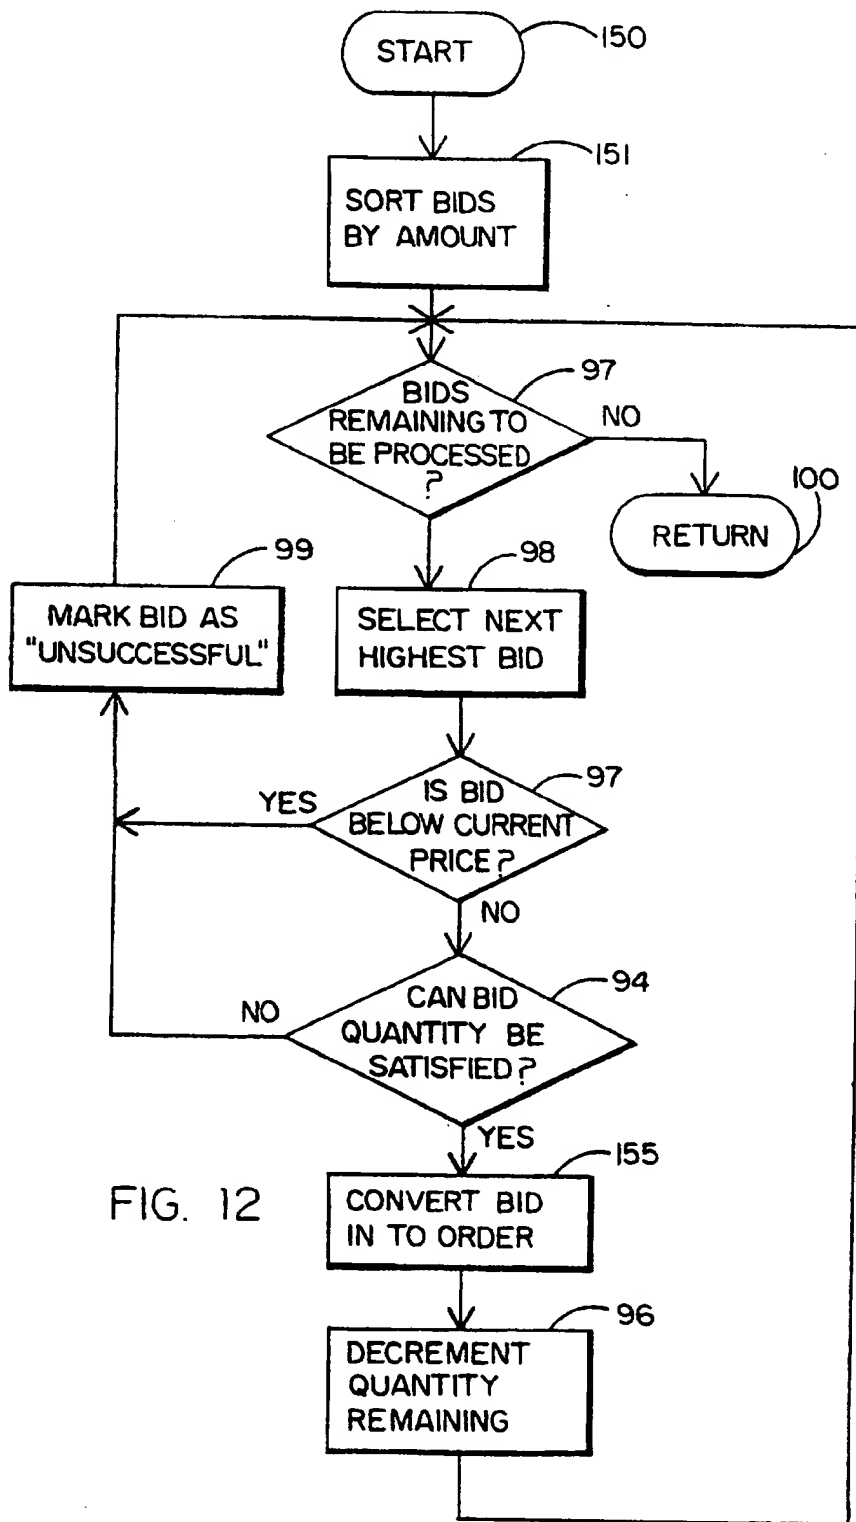 START
150
151
SORT BIDS
BY AMOUNT
97
BIDS
REMAINING TO
BE PROCESSED
?
NO
100
RETURN
99
MARK BID AS
"UNSUCCESSFUL"
98
SELECT NEXT
HIGHEST BID
97
YES
IS BID
BELOW CURRENT
PRICE?
NO
94
NO
CAN BID
QUANTITY BE
SATISFIED?
YES
155
CONVERT BID
IN TO ORDER
FIG. 12
96
DECREMENT
QUANTITY
REMAINING